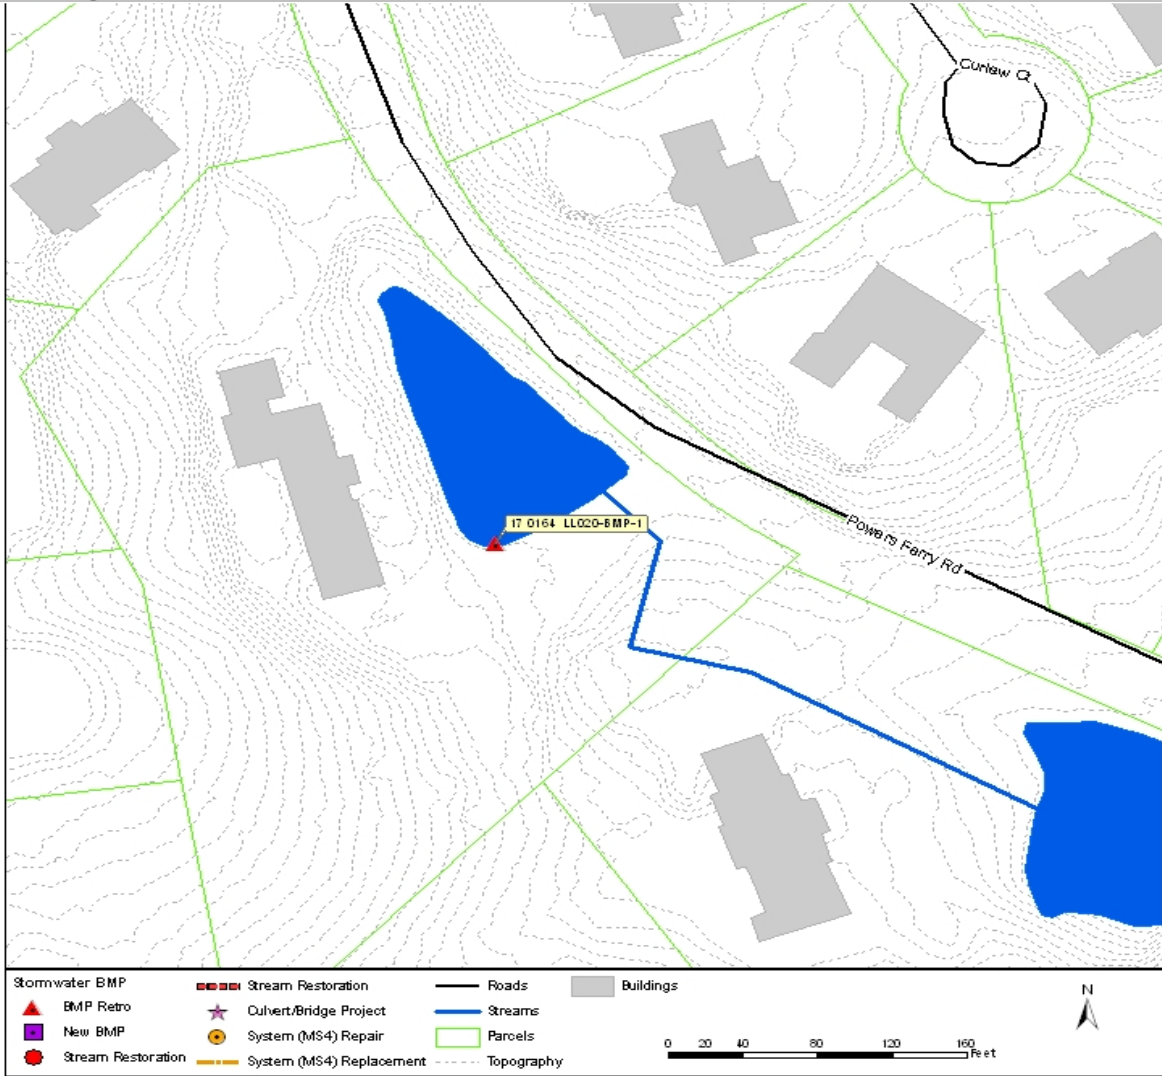 Curlew Ct
17 0164 LL020-BMP-1
Powers Ferry Rd
Stormwater BMP
BMP Retro
New BMP
Stream Restoration
Stream Restoration
Culvert/Bridge Project
System (MS4) Repair
System (MS4) Replacement
Roads
Streams
Parcels
Topography
Buildings
N
0 20 40 80 120 160
Feet